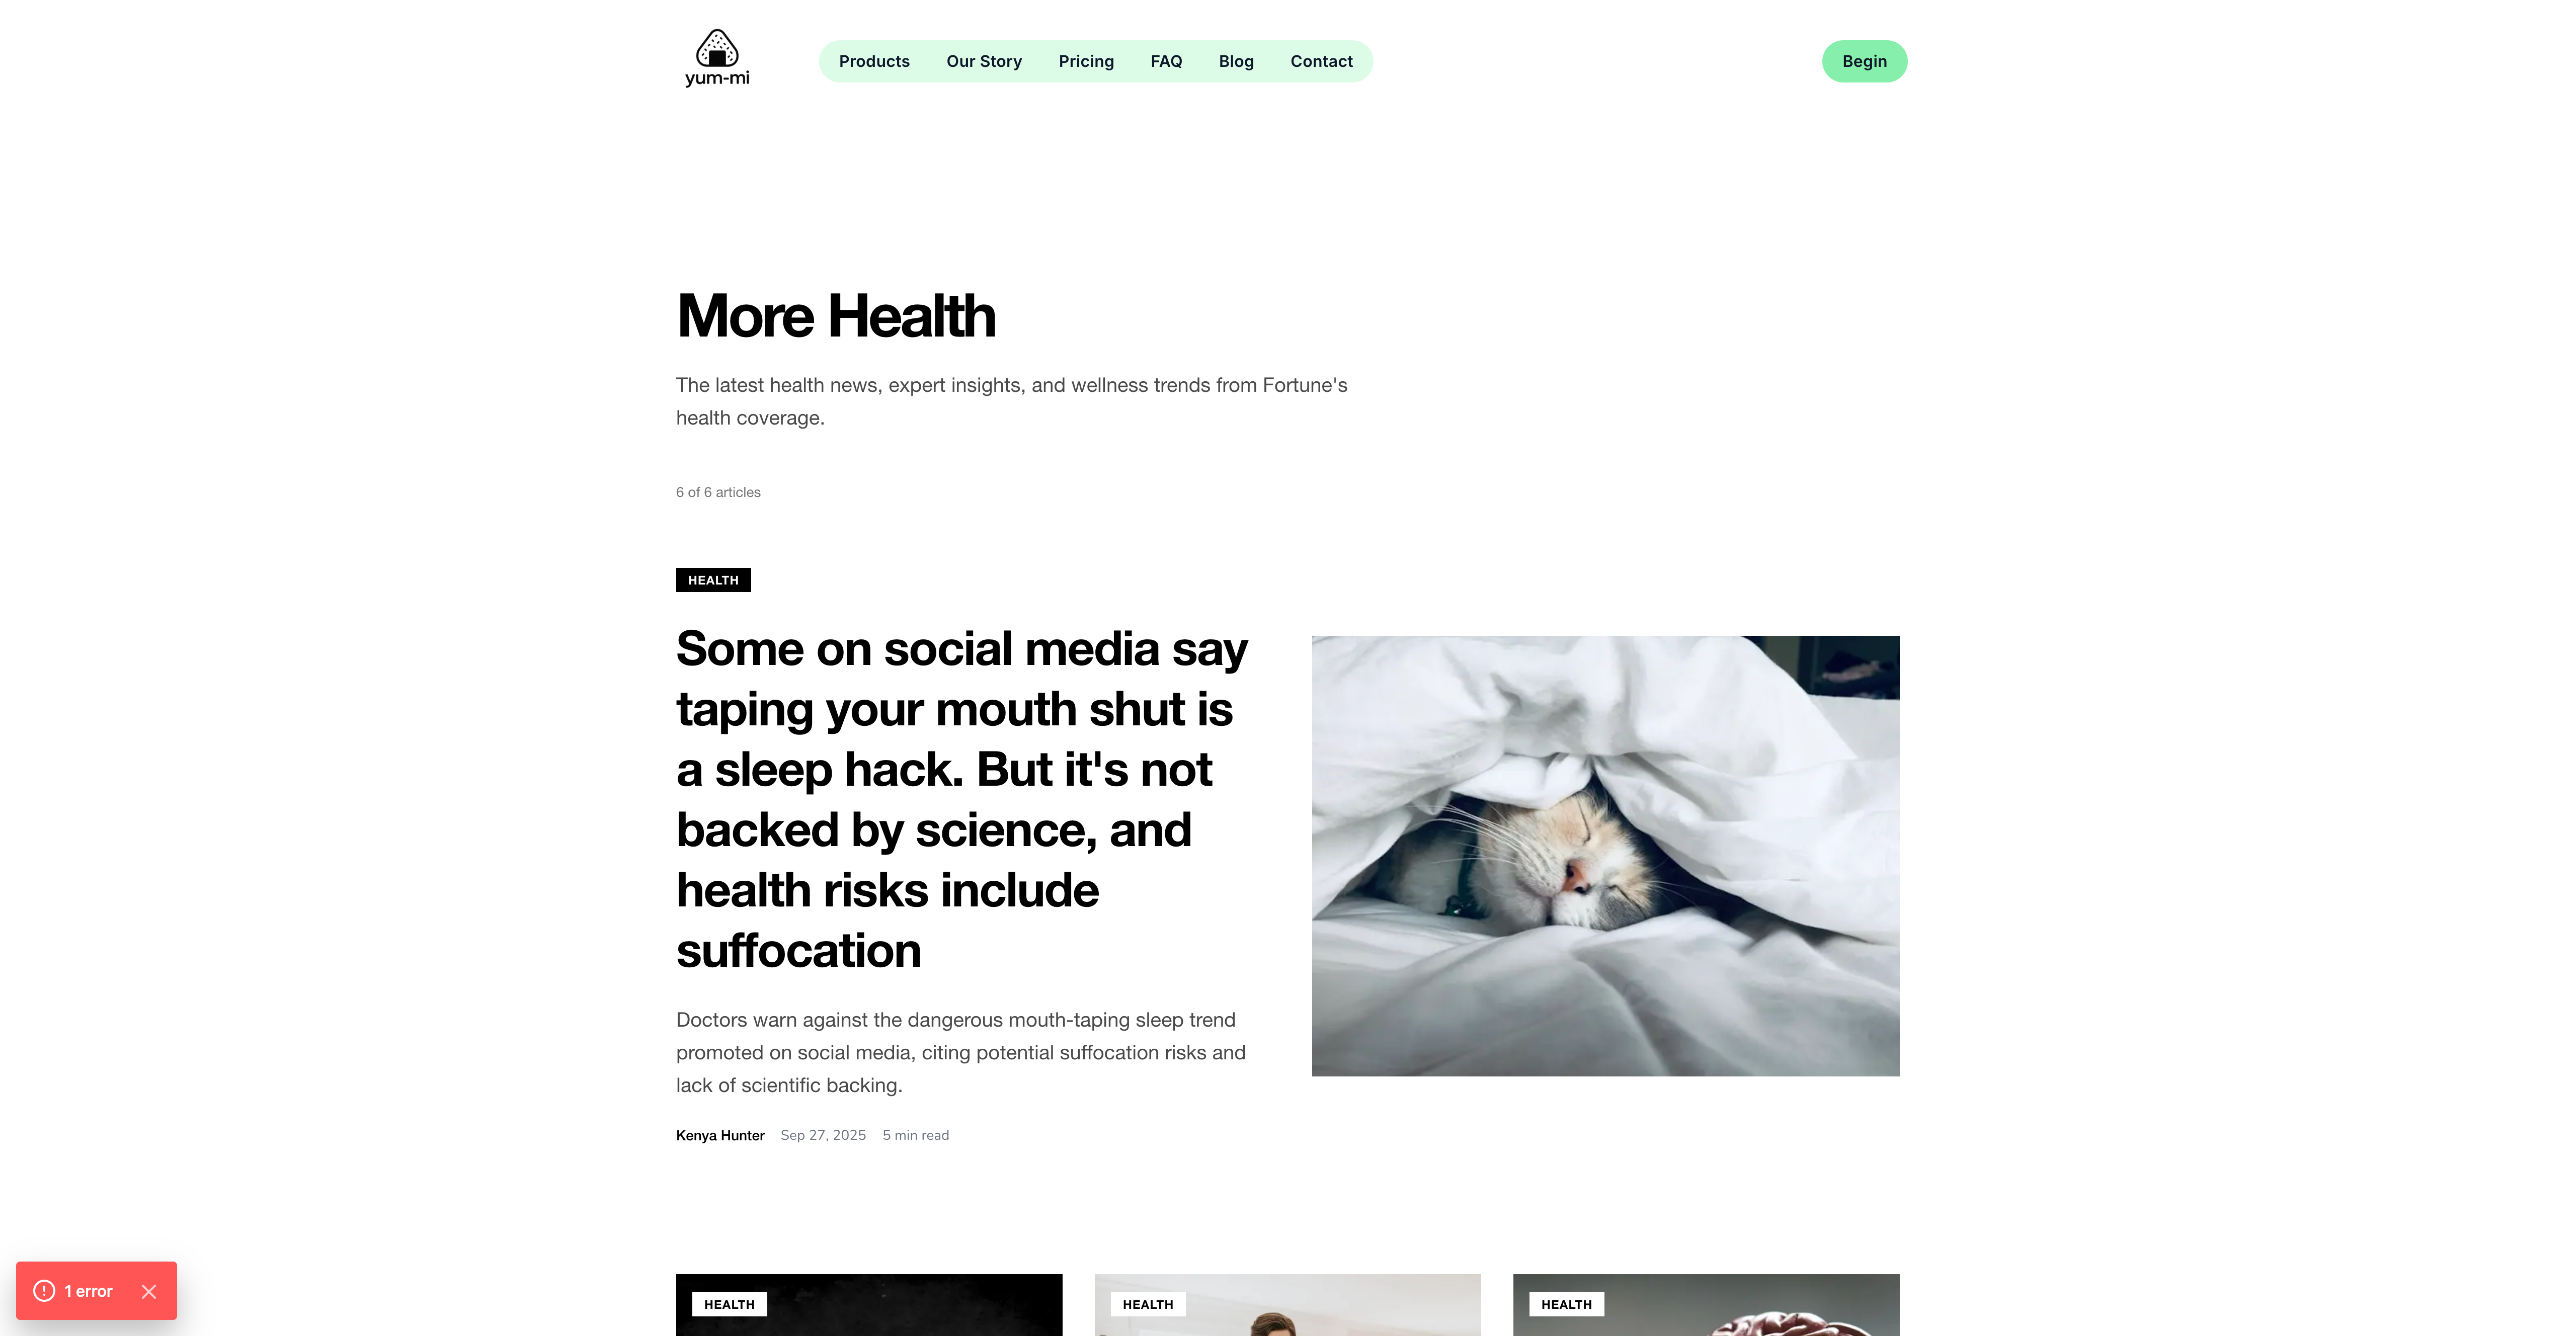 yum-mi
Products
Our Story
Pricing
FAQ
Blog
Contact
Begin
More Health
The latest health news, expert insights, and wellness trends from Fortune's
health coverage.
6 of 6 articles
HEALTH
Some on social media say
taping your mouth shut is
a sleep hack. But it's not
backed by science, and
health risks include
suffocation
Doctors warn against the dangerous mouth-taping sleep trend
promoted on social media, citing potential suffocation risks and
lack of scientific backing.
Kenya Hunter Sep 27, 2025 5 min read
HEALTH
HEALTH
HEALTH
1 error